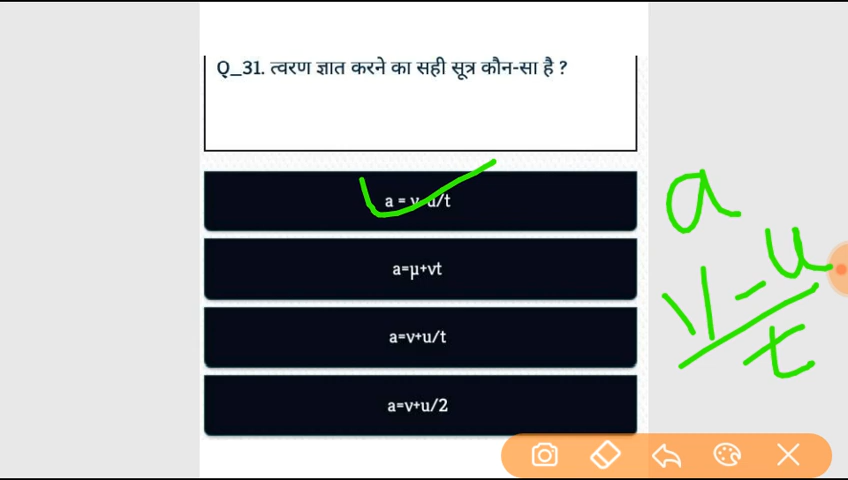 Q_31. त्वरण ज्ञात करने का सही सूत्र कौन-सा है ?
a = v-u/t
a=μ+vt
a=v+u/t
a=v+u/2
a
v-u
t